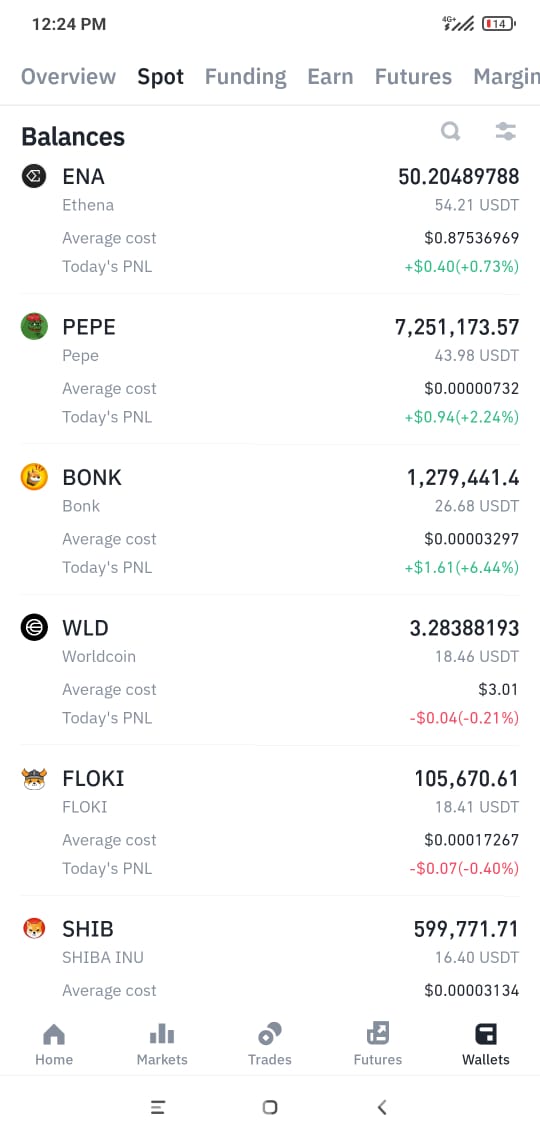 12:24 PM
4G+
14
Overview Spot Funding Earn Futures Margin
Balances
ENA 50.20489788
Ethena 54.21 USDT
Average cost $0.87536969
Today's PNL +$0.40(+0.73%)
PEPE 7,251,173.57
Pepe 43.98 USDT
Average cost $0.00000732
Today's PNL +$0.94(+2.24%)
BONK 1,279,441.4
Bonk 26.68 USDT
Average cost $0.00003297
Today's PNL +$1.61(+6.44%)
WLD 3.28388193
Worldcoin 18.46 USDT
Average cost $3.01
Today's PNL -$0.04(-0.21%)
FLOKI 105,670.61
FLOKI 18.41 USDT
Average cost $0.00017267
Today's PNL -$0.07(-0.40%)
SHIB 599,771.71
SHIBA INU 16.40 USDT
Average cost $0.00003134
Home Markets Trades Futures Wallets